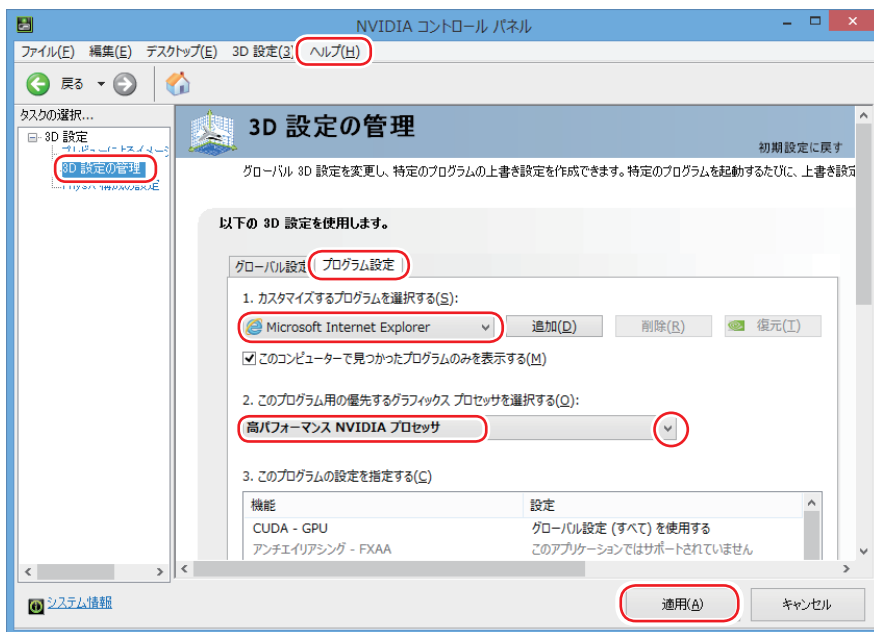 NVIDIA コントロール パネル
ファイル(F) 編集(E) デスクトップ(E) 3D 設定(3) ヘルプ(H)
戻る
タスクの選択...
3D 設定
3D 設定の管理
3D 設定の管理
初期設定に戻す
グローバル 3D 設定を変更し、特定のプログラムの上書き設定を作成できます。特定のプログラムを起動するたびに、上書き設定
以下の 3D 設定を使用します。
グローバル設定 プログラム設定
1. カスタマイズするプログラムを選択する(S):
Microsoft Internet Explorer 追加(D) 削除(R) 復元(T)
このコンピューターで見つかったプログラムのみを表示する(M)
2. このプログラム用の優先するグラフィックス プロセッサを選択する(O):
高パフォーマンス NVIDIA プロセッサ
3. このプログラムの設定を指定する(C)
機能 設定
CUDA - GPU グローバル設定 (すべて) を使用する
アンチエイリアシング - FXAA このアプリケーションではサポートされていません
システム情報 適用(A) キャンセル